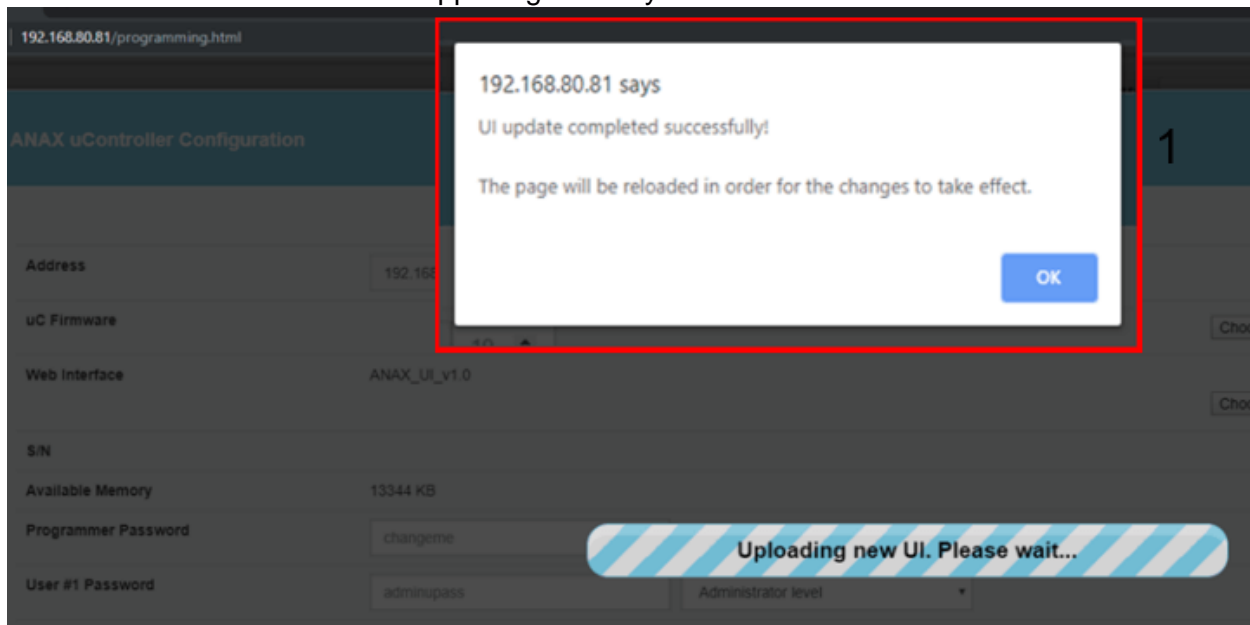 192.168.80.81/programming.html
192.168.80.81 says
UI update completed successfully!
The page will be reloaded in order for the changes to take effect.
OK
1
ANAX uController Configuration
Address 192.168
uC Firmware 10
Web Interface ANAX_UI_v1.0
S/N
Available Memory 13344 KB
Programmer Password changeme
Uploading new UI. Please wait...
User #1 Password adminupass Administrator level